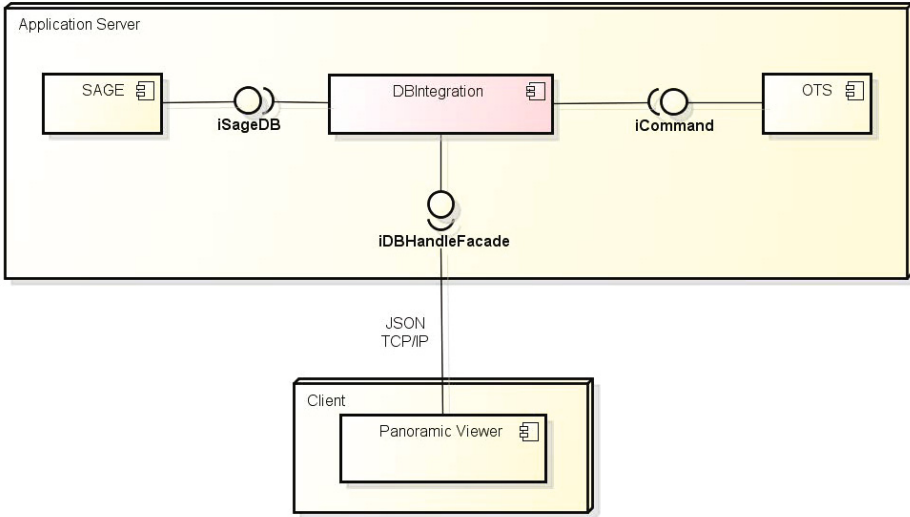 Application Server
SAGE
DBIntegration
OTS
iSageDB
iCommand
iDBHandleFacade
JSON
TCP/IP
Client
Panoramic Viewer